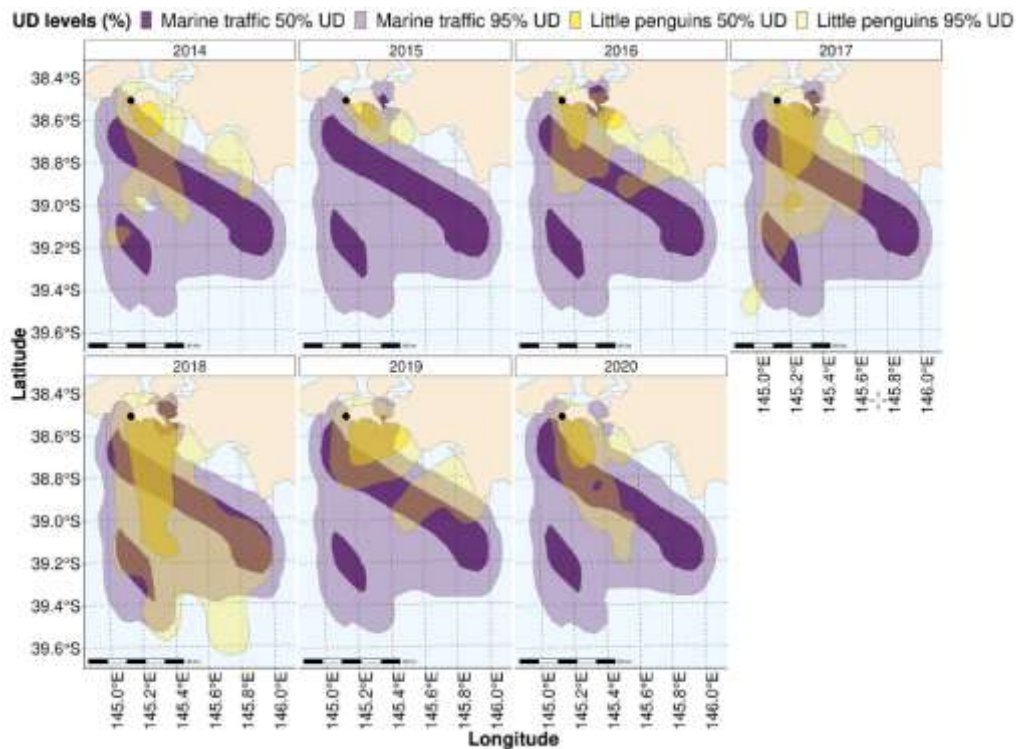 UD levels (%) Marine traffic 50% UD Marine traffic 95% UD Little penguins 50% UD Little penguins 95% UD
2014 2015 2016 2017
38.4°S
38.6°S
38.8°S
39.0°S
39.2°S
39.4°S
39.6°S
Latitude
2018 2019 2020
145.0°E 145.2°E 145.4°E 145.6°E 145.8°E 146.0°E
38.4°S
38.6°S
38.8°S
39.0°S
39.2°S
39.4°S
39.6°S
145.0°E 145.2°E 145.4°E 145.6°E 145.8°E 146.0°E 145.0°E 145.2°E 145.4°E 145.6°E 145.8°E 146.0°E 145.0°E 145.2°E 145.4°E 145.6°E 145.8°E 146.0°E
Longitude